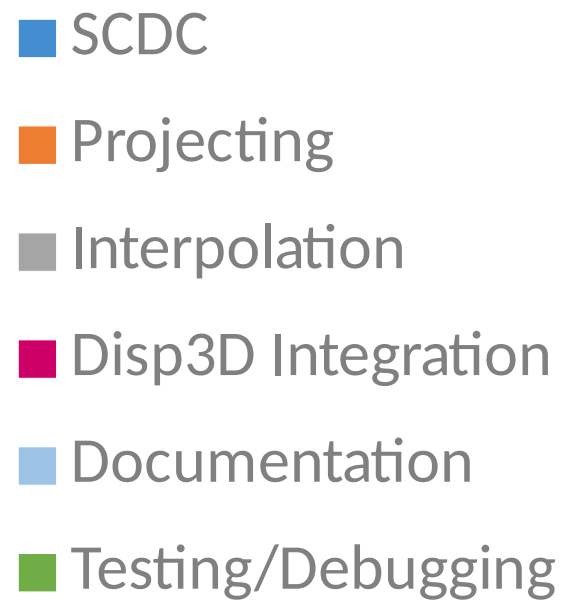 SCDC
Projecting
Interpolation
Disp3D Integration
Documentation
Testing/Debugging